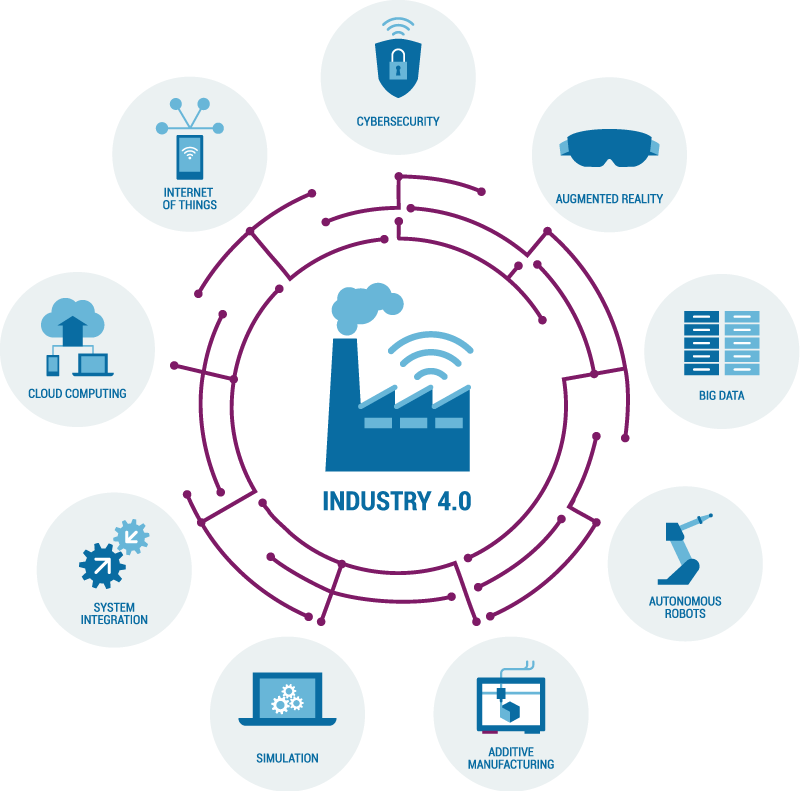 CYBERSECURITY
AUGMENTED REALITY
BIG DATA
AUTONOMOUS
ROBOTS
ADDITIVE
MANUFACTURING
SIMULATION
SYSTEM
INTEGRATION
CLOUD COMPUTING
INTERNET
OF THINGS
INDUSTRY 4.0